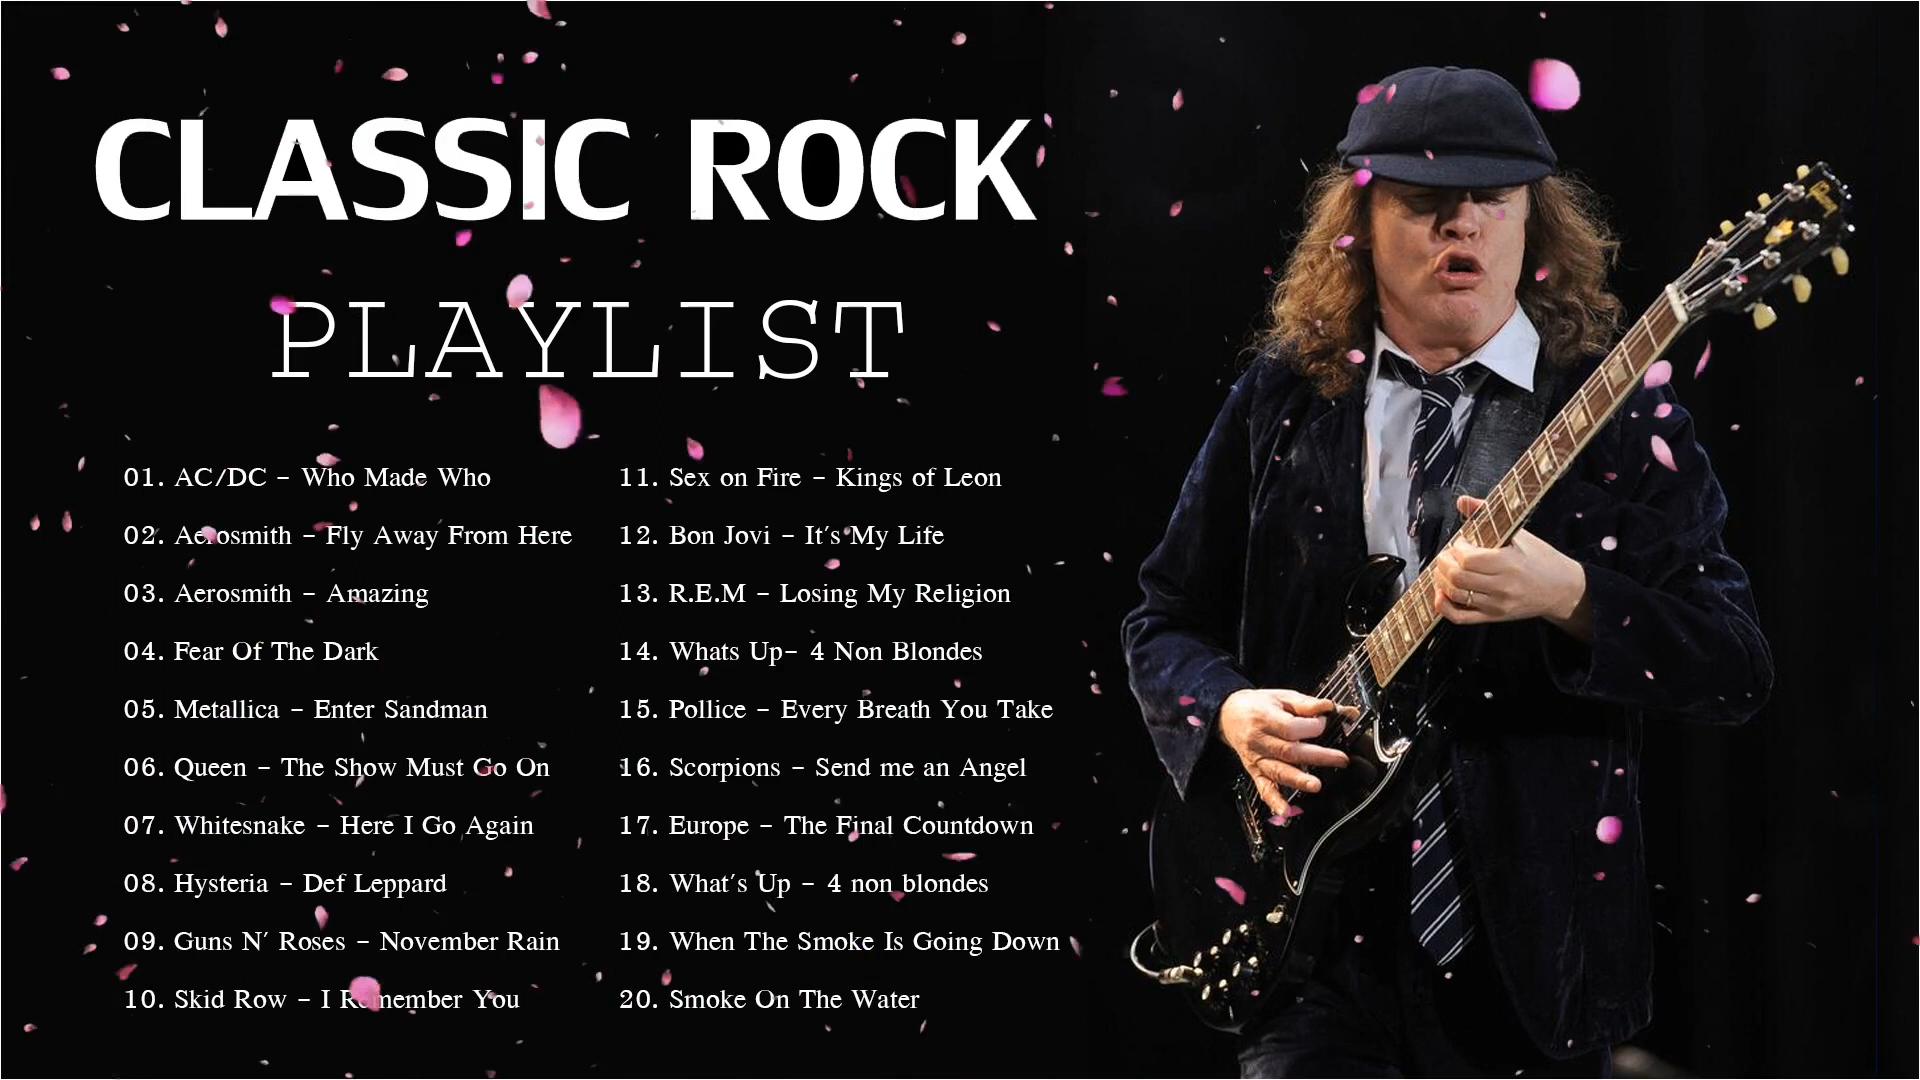 CLASSIC ROCK
PLAYLIST
01. AC/DC - Who Made Who
02. Aerosmith - Fly Away From Here
03. Aerosmith - Amazing
04. Fear Of The Dark
05. Metallica - Enter Sandman
06. Queen - The Show Must Go On
07. Whitesnake - Here I Go Again
08. Hysteria - Def Leppard
09. Guns N' Roses - November Rain
10. Skid Row - I Remember You
11. Sex on Fire - Kings of Leon
12. Bon Jovi - It's My Life
13. R.E.M - Losing My Religion
14. Whats Up- 4 Non Blondes
15. Pollice - Every Breath You Take
16. Scorpions - Send me an Angel
17. Europe - The Final Countdown
18. What's Up - 4 non blondes
19. When The Smoke Is Going Down
20. Smoke On The Water